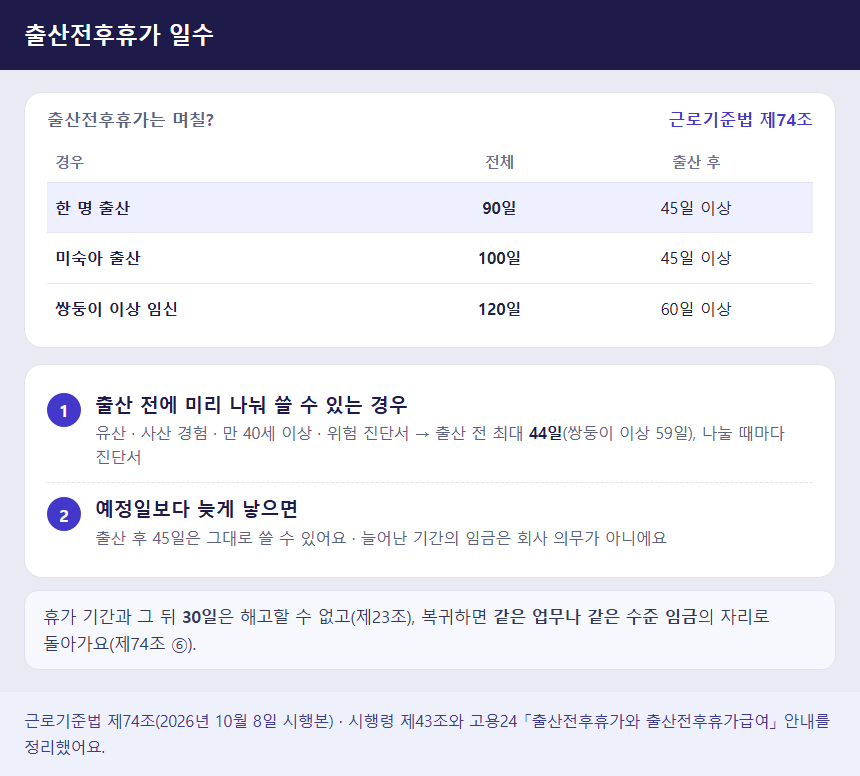 출산전후휴가 일수
출산전후휴가는 며칠? 근로기준법 제74조
경우 전체 출산 후
한 명 출산 90일 45일 이상
미숙아 출산 100일 45일 이상
쌍둥이 이상 임신 120일 60일 이상
1 출산 전에 미리 나눠 쓸 수 있는 경우
유산 · 사산 경험 · 만 40세 이상 · 위험 진단서 → 출산 전 최대 44일(쌍둥이 이상 59일), 나눌 때마다
진단서
2 예정일보다 늦게 낳으면
출산 후 45일은 그대로 쓸 수 있어요 · 늘어난 기간의 임금은 회사 의무가 아니에요
휴가 기간과 그 뒤 30일은 해고할 수 없고(제23조), 복귀하면 같은 업무나 같은 수준 임금의 자리로
돌아가요(제74조 ⑥).
근로기준법 제74조(2026년 10월 8일 시행본) · 시행령 제43조와 고용24 「출산전후휴가와 출산전후휴가급여」 안내를
정리했어요.